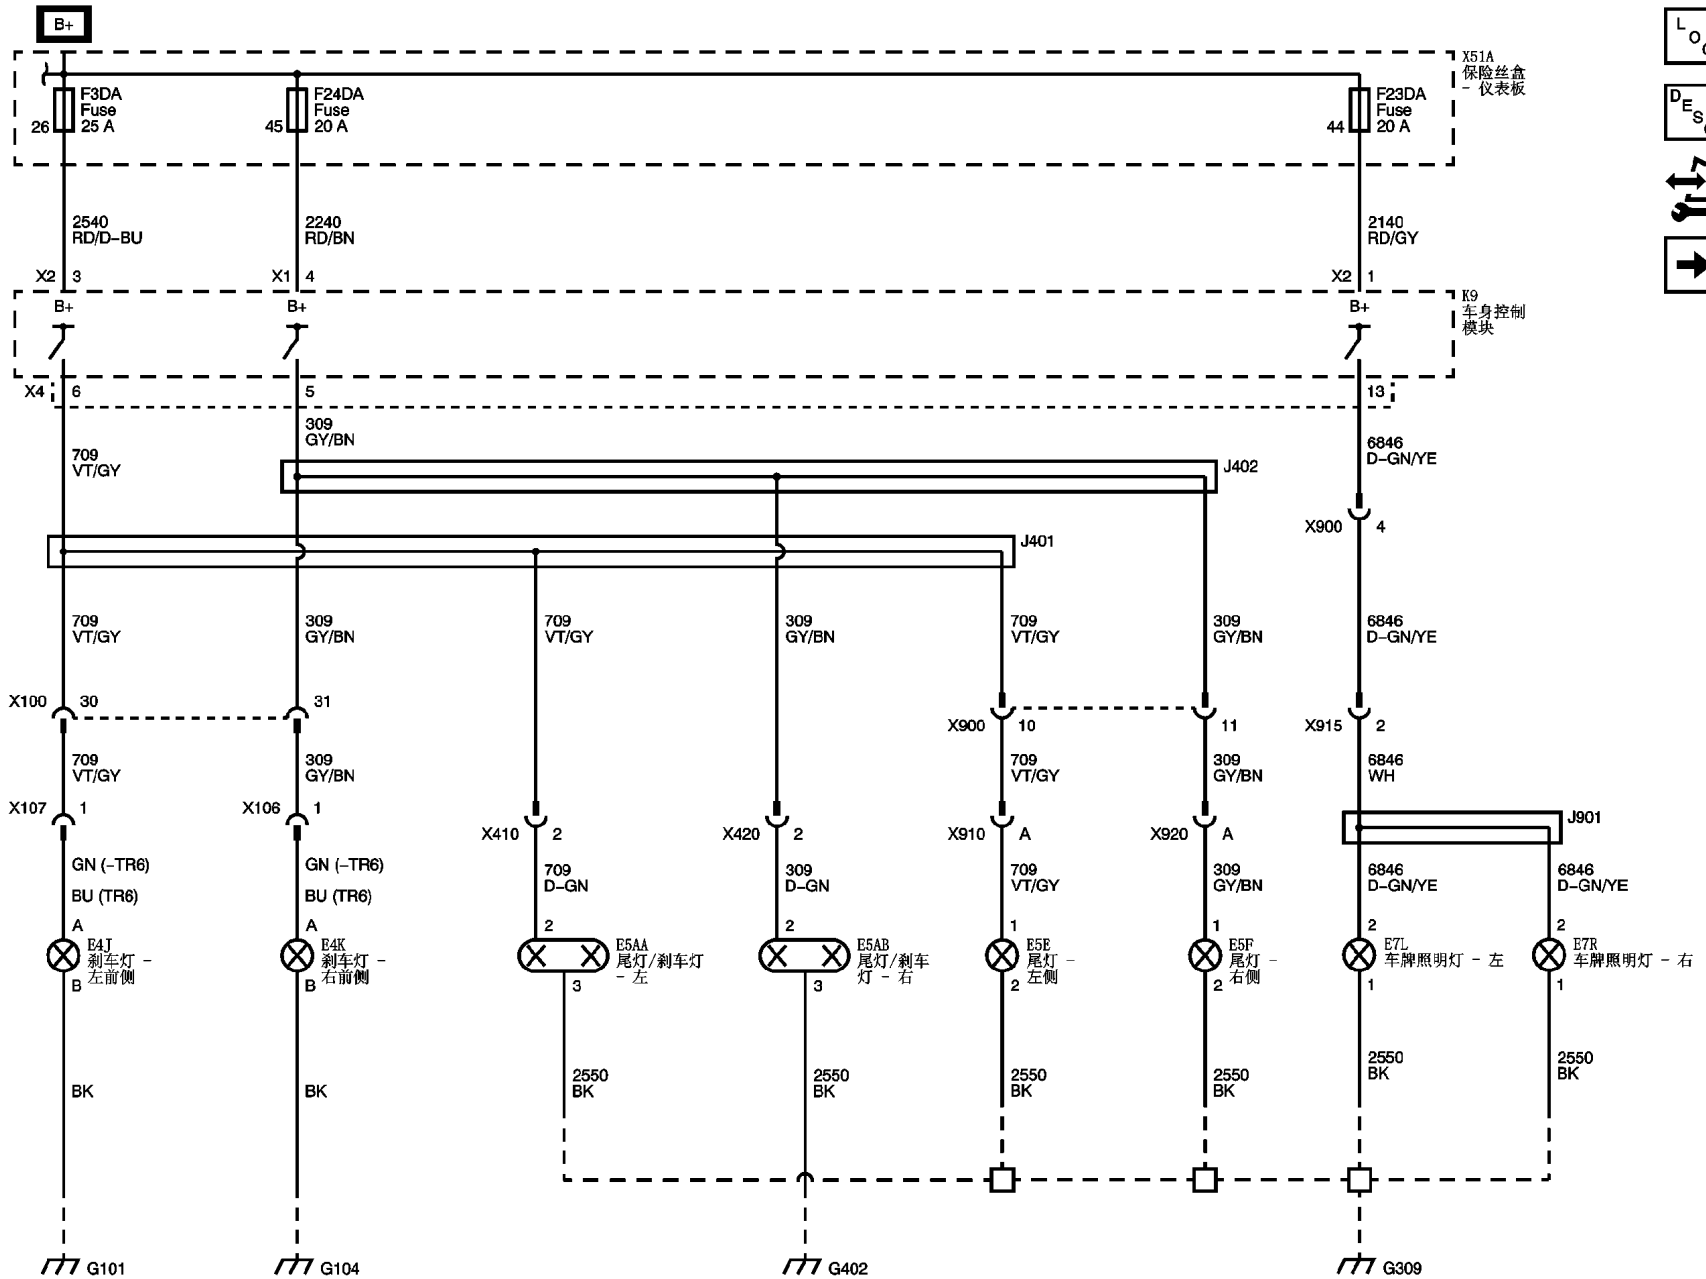 B+
L
O
D
E
S
X51A
保险丝盒
- 仪表板
F3DA
Fuse
25 A
26
F24DA
Fuse
20 A
45
F23DA
Fuse
20 A
44
2540
RD/D-BU
2240
RD/BN
2140
RD/GY
X2 3
X1 4
X2 1
B+
B+
B+
K9
车身控制
模块
X4 6
5
13
309
GY/BN
709
VT/GY
6846
D-GN/YE
J402
X900 4
J401
709
VT/GY
309
GY/BN
709
VT/GY
309
GY/BN
709
VT/GY
309
GY/BN
6846
D-GN/YE
X100 30
31
X900 10
11
X915 2
709
VT/GY
309
GY/BN
709
VT/GY
309
GY/BN
6846
WH
X107 1
X106 1
X410 2
X420 2
X910 A
X920 A
J901
GN (-TR6)
BU (TR6)
GN (-TR6)
BU (TR6)
709
D-GN
309
D-GN
709
VT/GY
309
GY/BN
6846
D-GN/YE
6846
D-GN/YE
A
A
2
2
1
1
2
2
E4J
刹车灯 -
左前侧
E4K
刹车灯 -
右前侧
E5AA
尾灯/刹车灯
- 左
E5AB
尾灯/刹车
灯 - 右
E5E
尾灯 -
左侧
E5F
尾灯 -
右侧
E7L
车牌照明灯 - 左
E7R
车牌照明灯 - 右
B
B
3
3
2
2
1
1
BK
BK
2550
BK
2550
BK
2550
BK
2550
BK
2550
BK
2550
BK
G101
G104
G402
G309